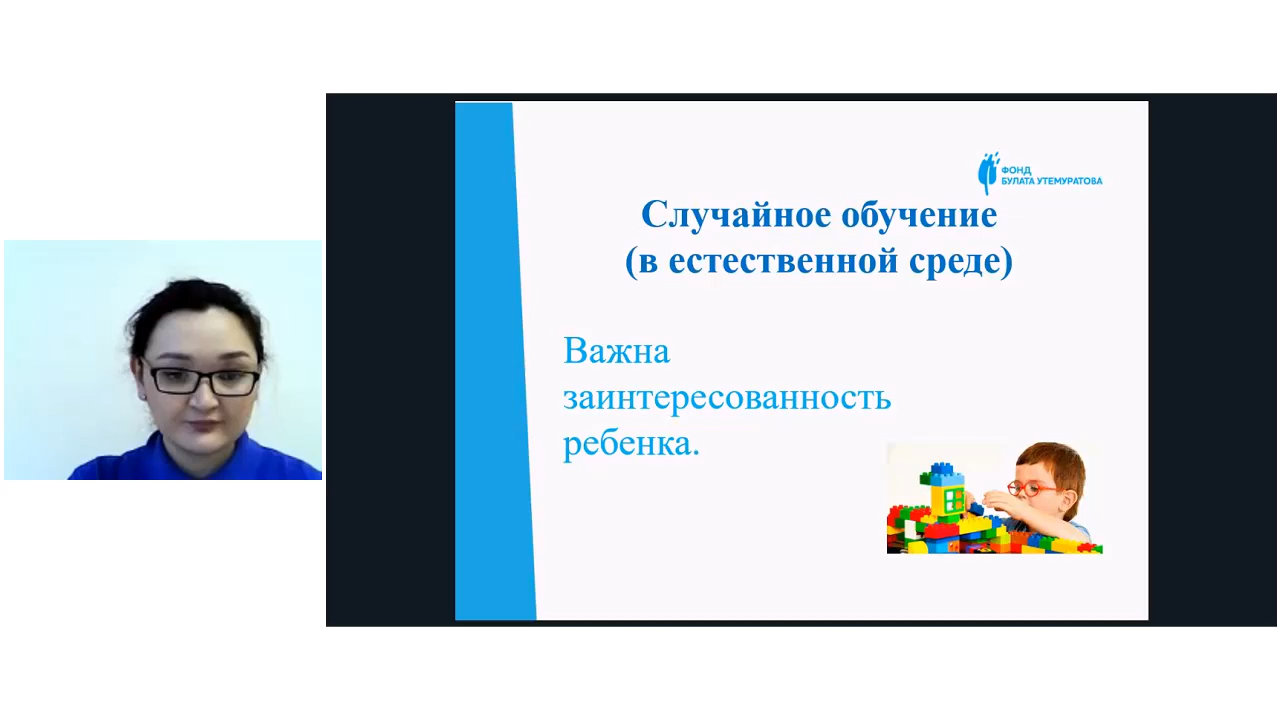 ФОНД
БУЛАТА УТЕМУРАТОВА
Случайное обучение
(в естественной среде)
Важна
заинтересованность
ребенка.